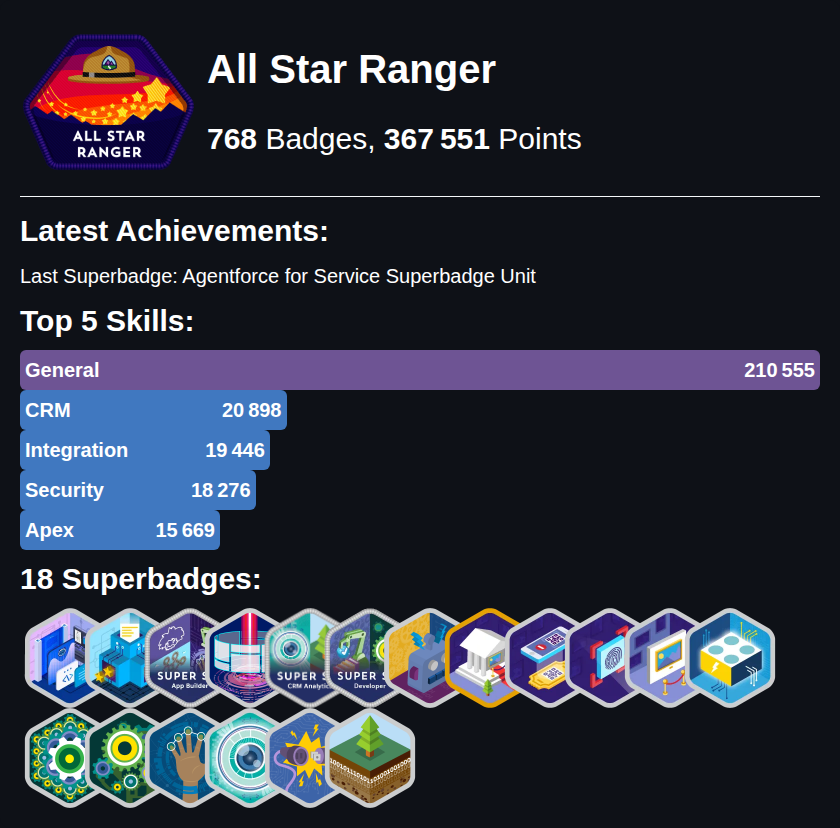 ALL STAR
RANGER
All Star Ranger
768 Badges, 367 551 Points
Latest Achievements:
Last Superbadge: Agentforce for Service Superbadge Unit
Top 5 Skills:
General 210 555
CRM 20 898
Integration 19 446
Security 18 276
Apex 15 669
18 Superbadges:
SUPER S SUPER S SUPER S
App Builder CRM Analytic Developer